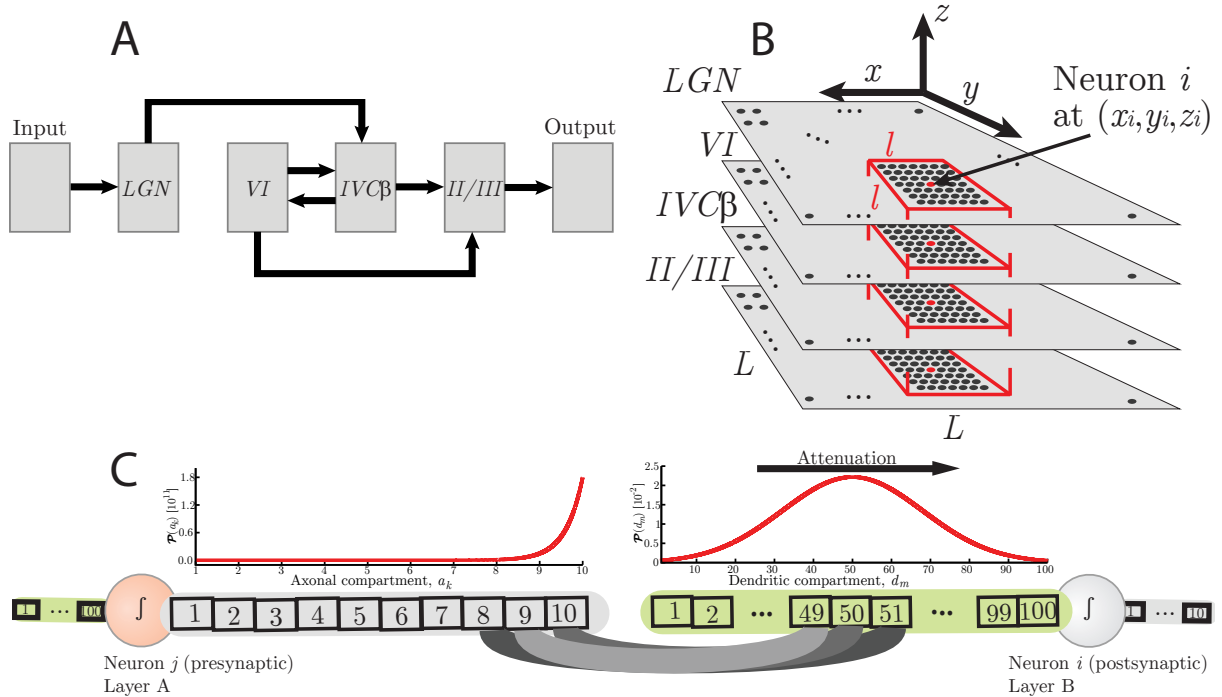 A
Input
Output
LGN
VI
IVCβ
II/III
B
z
x
y
LGN
VI
IVCβ
II/III
Neuron i
at (xi,yi,zi)
l
l
L
L
C
𝒫(ak) [10^11]
1.8
1.2
0.6
0.0
1 2 3 4 5 6 7 8 9 10
Axonal compartment, ak
Attenuation
𝒫(dm) [10^-2]
2.5
2
1.5
1
0.5
0
10 20 30 40 50 60 70 80 90 100
Dendritic compartment, dm
1 ... 100 ∫ 1 2 3 4 5 6 7 8 9 10
1 2 ... 49 50 51 ... 99 100 ∫ 1 ... 10
Neuron j (presynaptic)
Layer A
Neuron i (postsynaptic)
Layer B